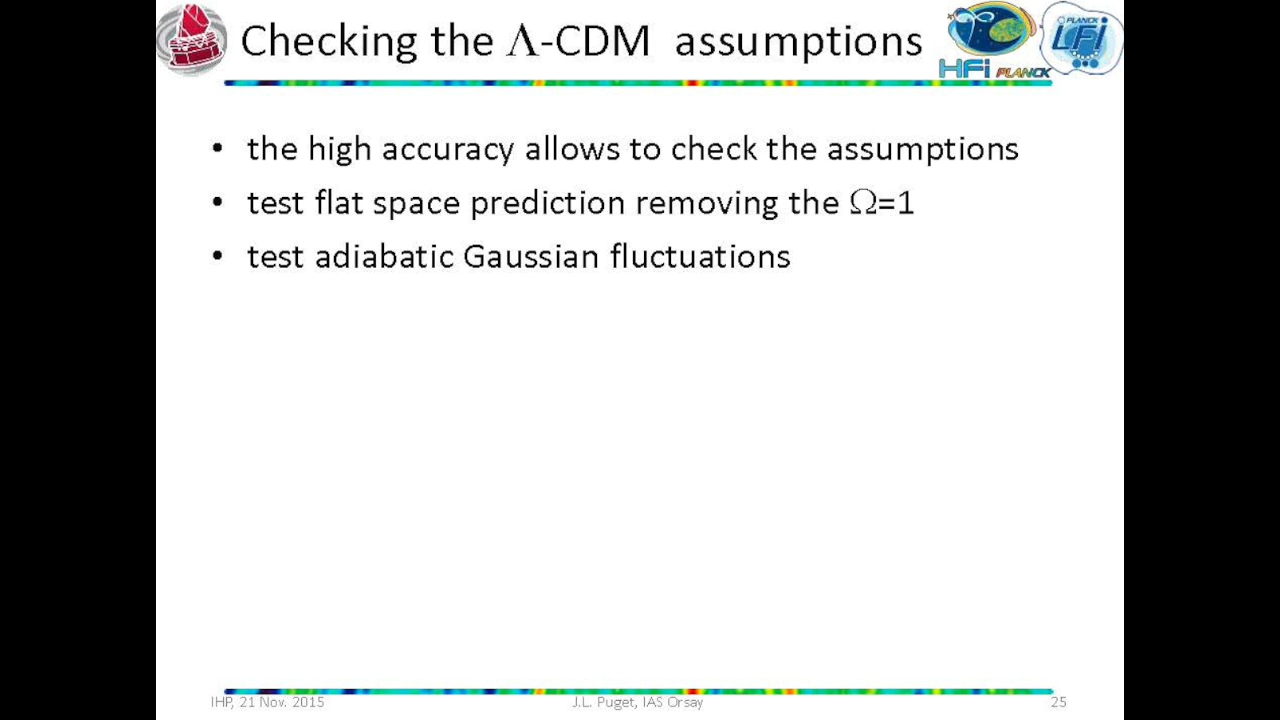 Checking the Λ-CDM assumptions
HFi PLANCK
PLANCK
LFi
• the high accuracy allows to check the assumptions
• test flat space prediction removing the Ω=1
• test adiabatic Gaussian fluctuations
IHP, 21 Nov. 2015
J.L. Puget, IAS Orsay
25